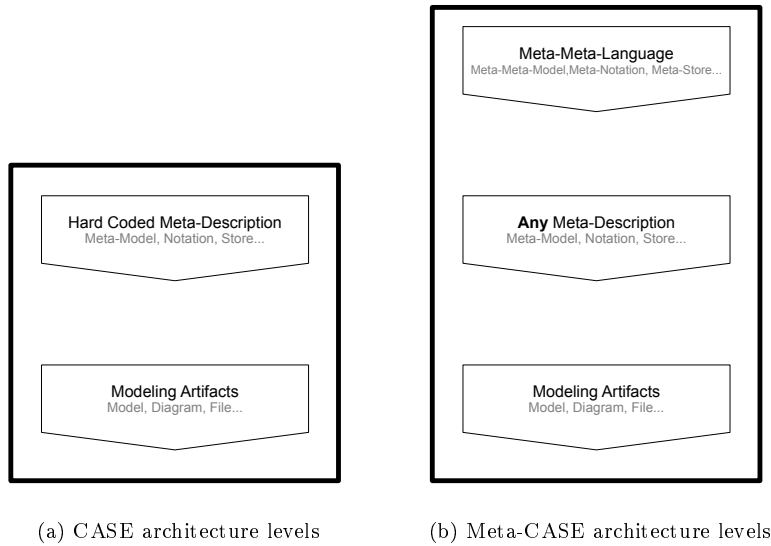 Hard Coded Meta-Description
Meta-Model, Notation, Store...
Modeling Artifacts
Model, Diagram, File...
(a) CASE architecture levels
Meta-Meta-Language
Meta-Meta-Model,Meta-Notation, Meta-Store...
Any Meta-Description
Meta-Model, Notation, Store...
Modeling Artifacts
Model, Diagram, File...
(b) Meta-CASE architecture levels